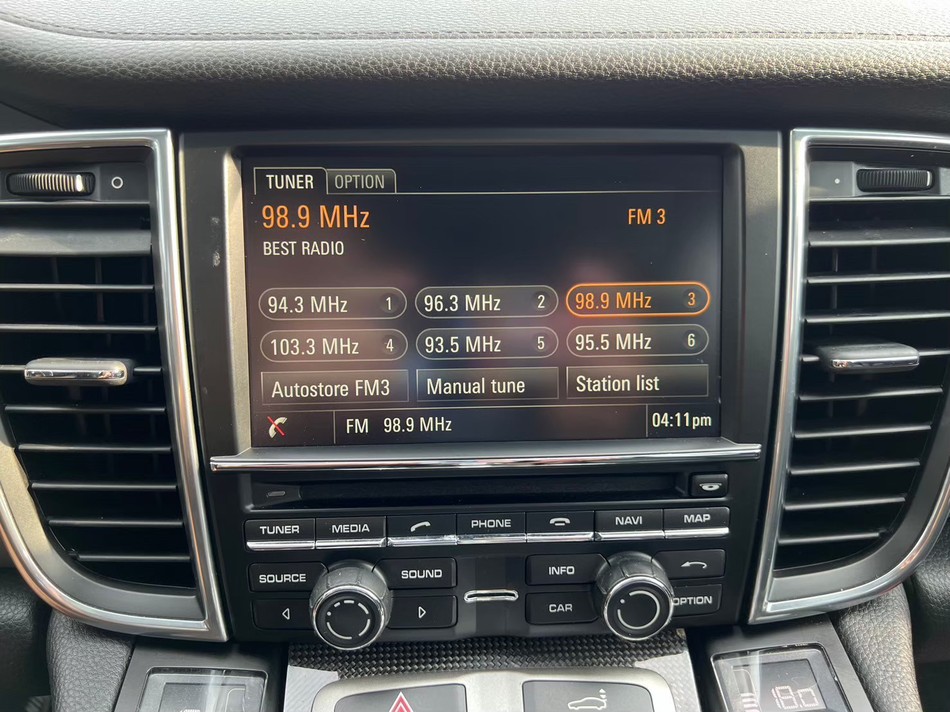 TUNER OPTION
98.9 MHz FM 3
BEST RADIO
94.3 MHz 1 96.3 MHz 2 98.9 MHz 3
103.3 MHz 4 93.5 MHz 5 95.5 MHz 6
Autostore FM3 Manual tune Station list
FM 98.9 MHz 04:11pm
TUNER MEDIA PHONE NAVI MAP
SOURCE SOUND INFO
CAR OPTION
18.0